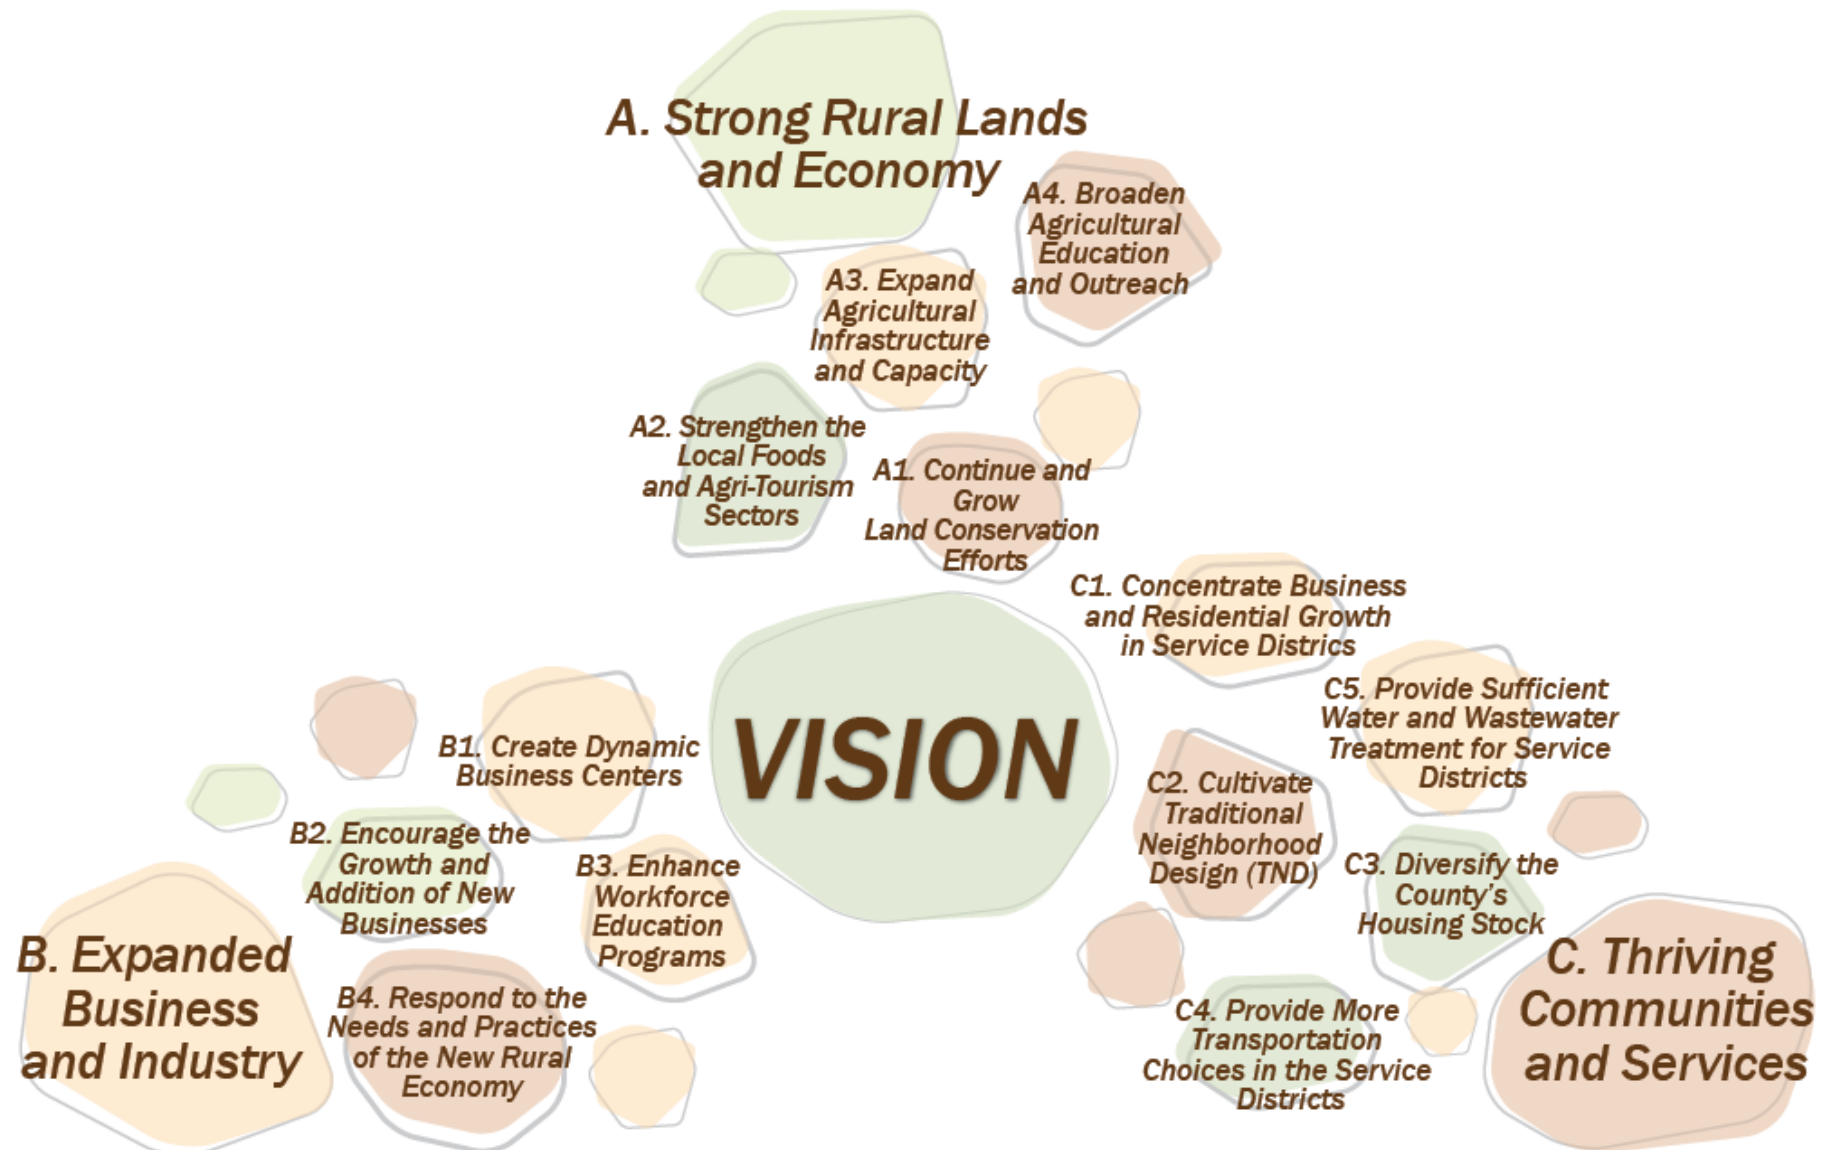 A. Strong Rural Lands
and Economy
A4. Broaden
Agricultural
Education
and Outreach
A3. Expand
Agricultural
Infrastructure
and Capacity
A2. Strengthen the
Local Foods
and Agri-Tourism
Sectors
A1. Continue and
Grow
Land Conservation
Efforts
C1. Concentrate Business
and Residential Growth
in Service Districs
C5. Provide Sufficient
Water and Wastewater
Treatment for Service
Districts
VISION
B1. Create Dynamic
Business Centers
C2. Cultivate
Traditional
Neighborhood
Design (TND)
B2. Encourage the
Growth and
Addition of New
Businesses
B3. Enhance
Workforce
Education
Programs
C3. Diversify the
County's
Housing Stock
B. Expanded
Business
and Industry
B4. Respond to the
Needs and Practices
of the New Rural
Economy
C4. Provide More
Transportation
Choices in the Service
Districts
C. Thriving
Communities
and Services